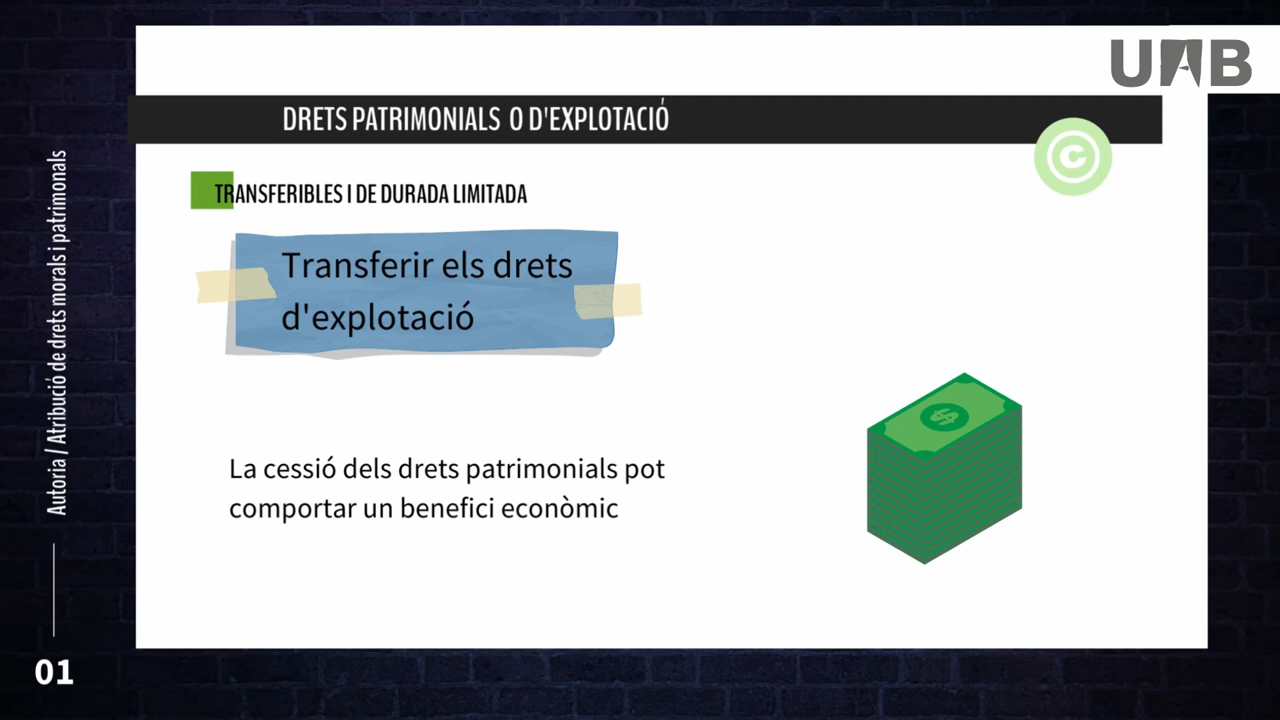 UAB
DRETS PATRIMONIALS O D'EXPLOTACIÓ
C
TRANSFERIBLES I DE DURADA LIMITADA
Transferir els drets
d'explotació
$
La cessió dels drets patrimonials pot
comportar un benefici econòmic
Autoria / Atribució de drets morals i patrimonals
01